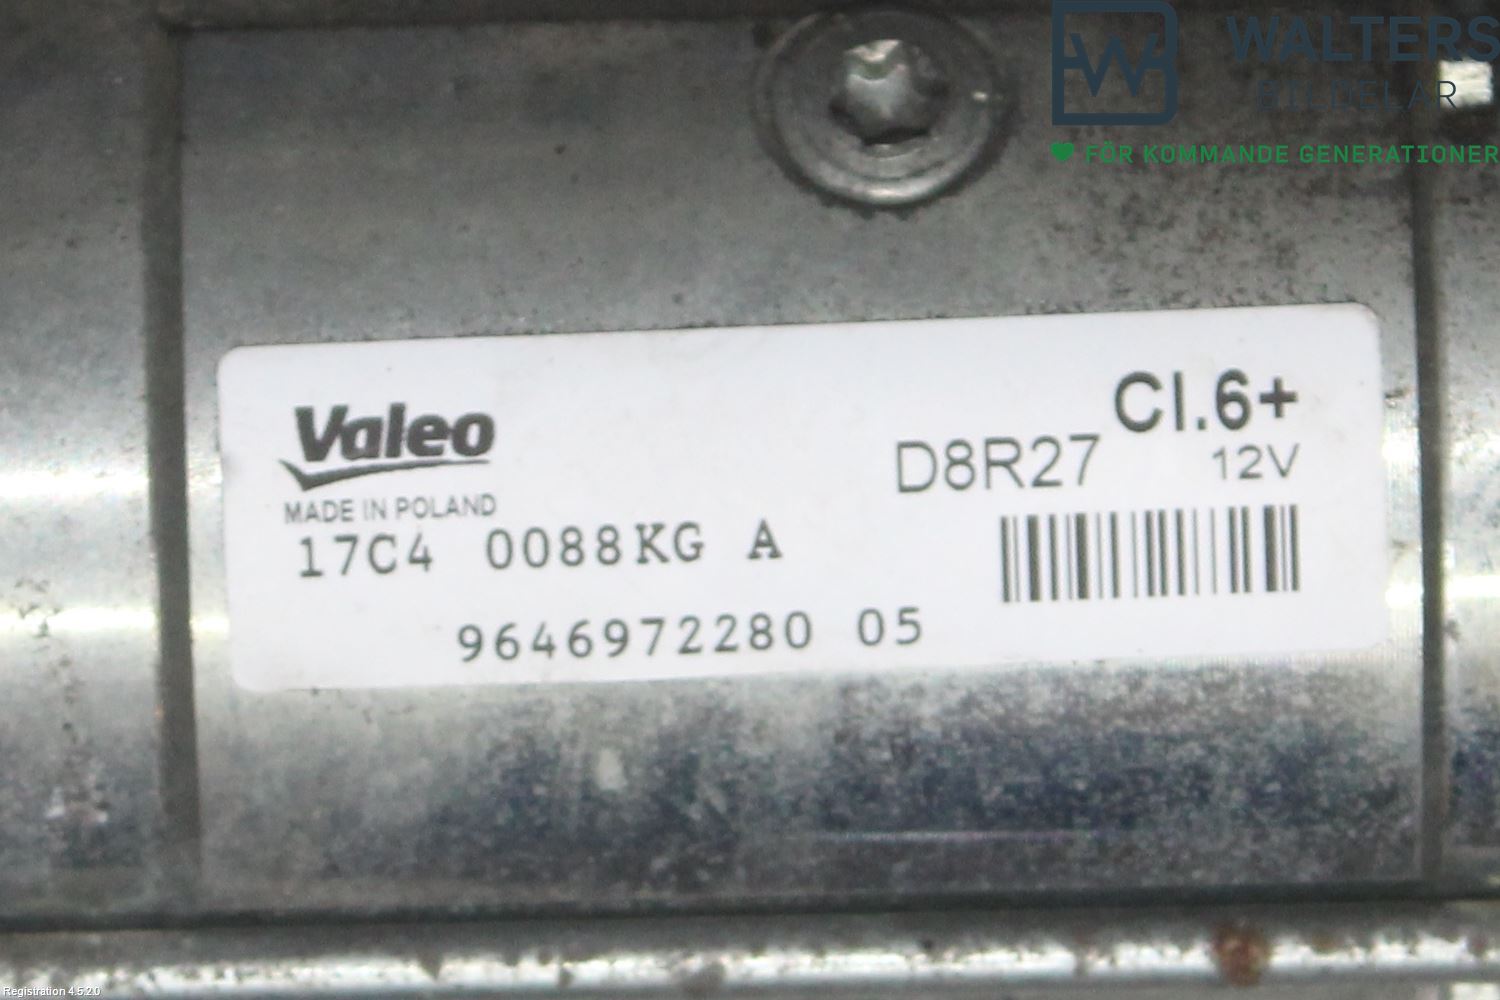 WALTERS
BILDELAR
FÖR KOMMANDE GENERATIONER
Valeo
MADE IN POLAND
17C4 0088KG A
9646972280 05
Cl.6+
D8R27 12V
Registration 4.5.2.0